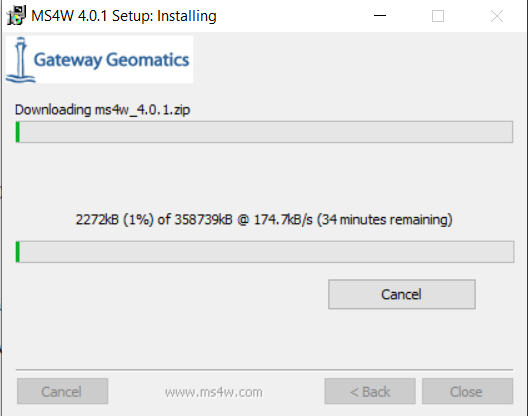 MS4W 4.0.1 Setup: Installing
Gateway Geomatics
Downloading ms4w_4.0.1.zip
2272kB (1%) of 358739kB @ 174.7kB/s (34 minutes remaining)
Cancel
Cancel
www.ms4w.com
< Back
Close